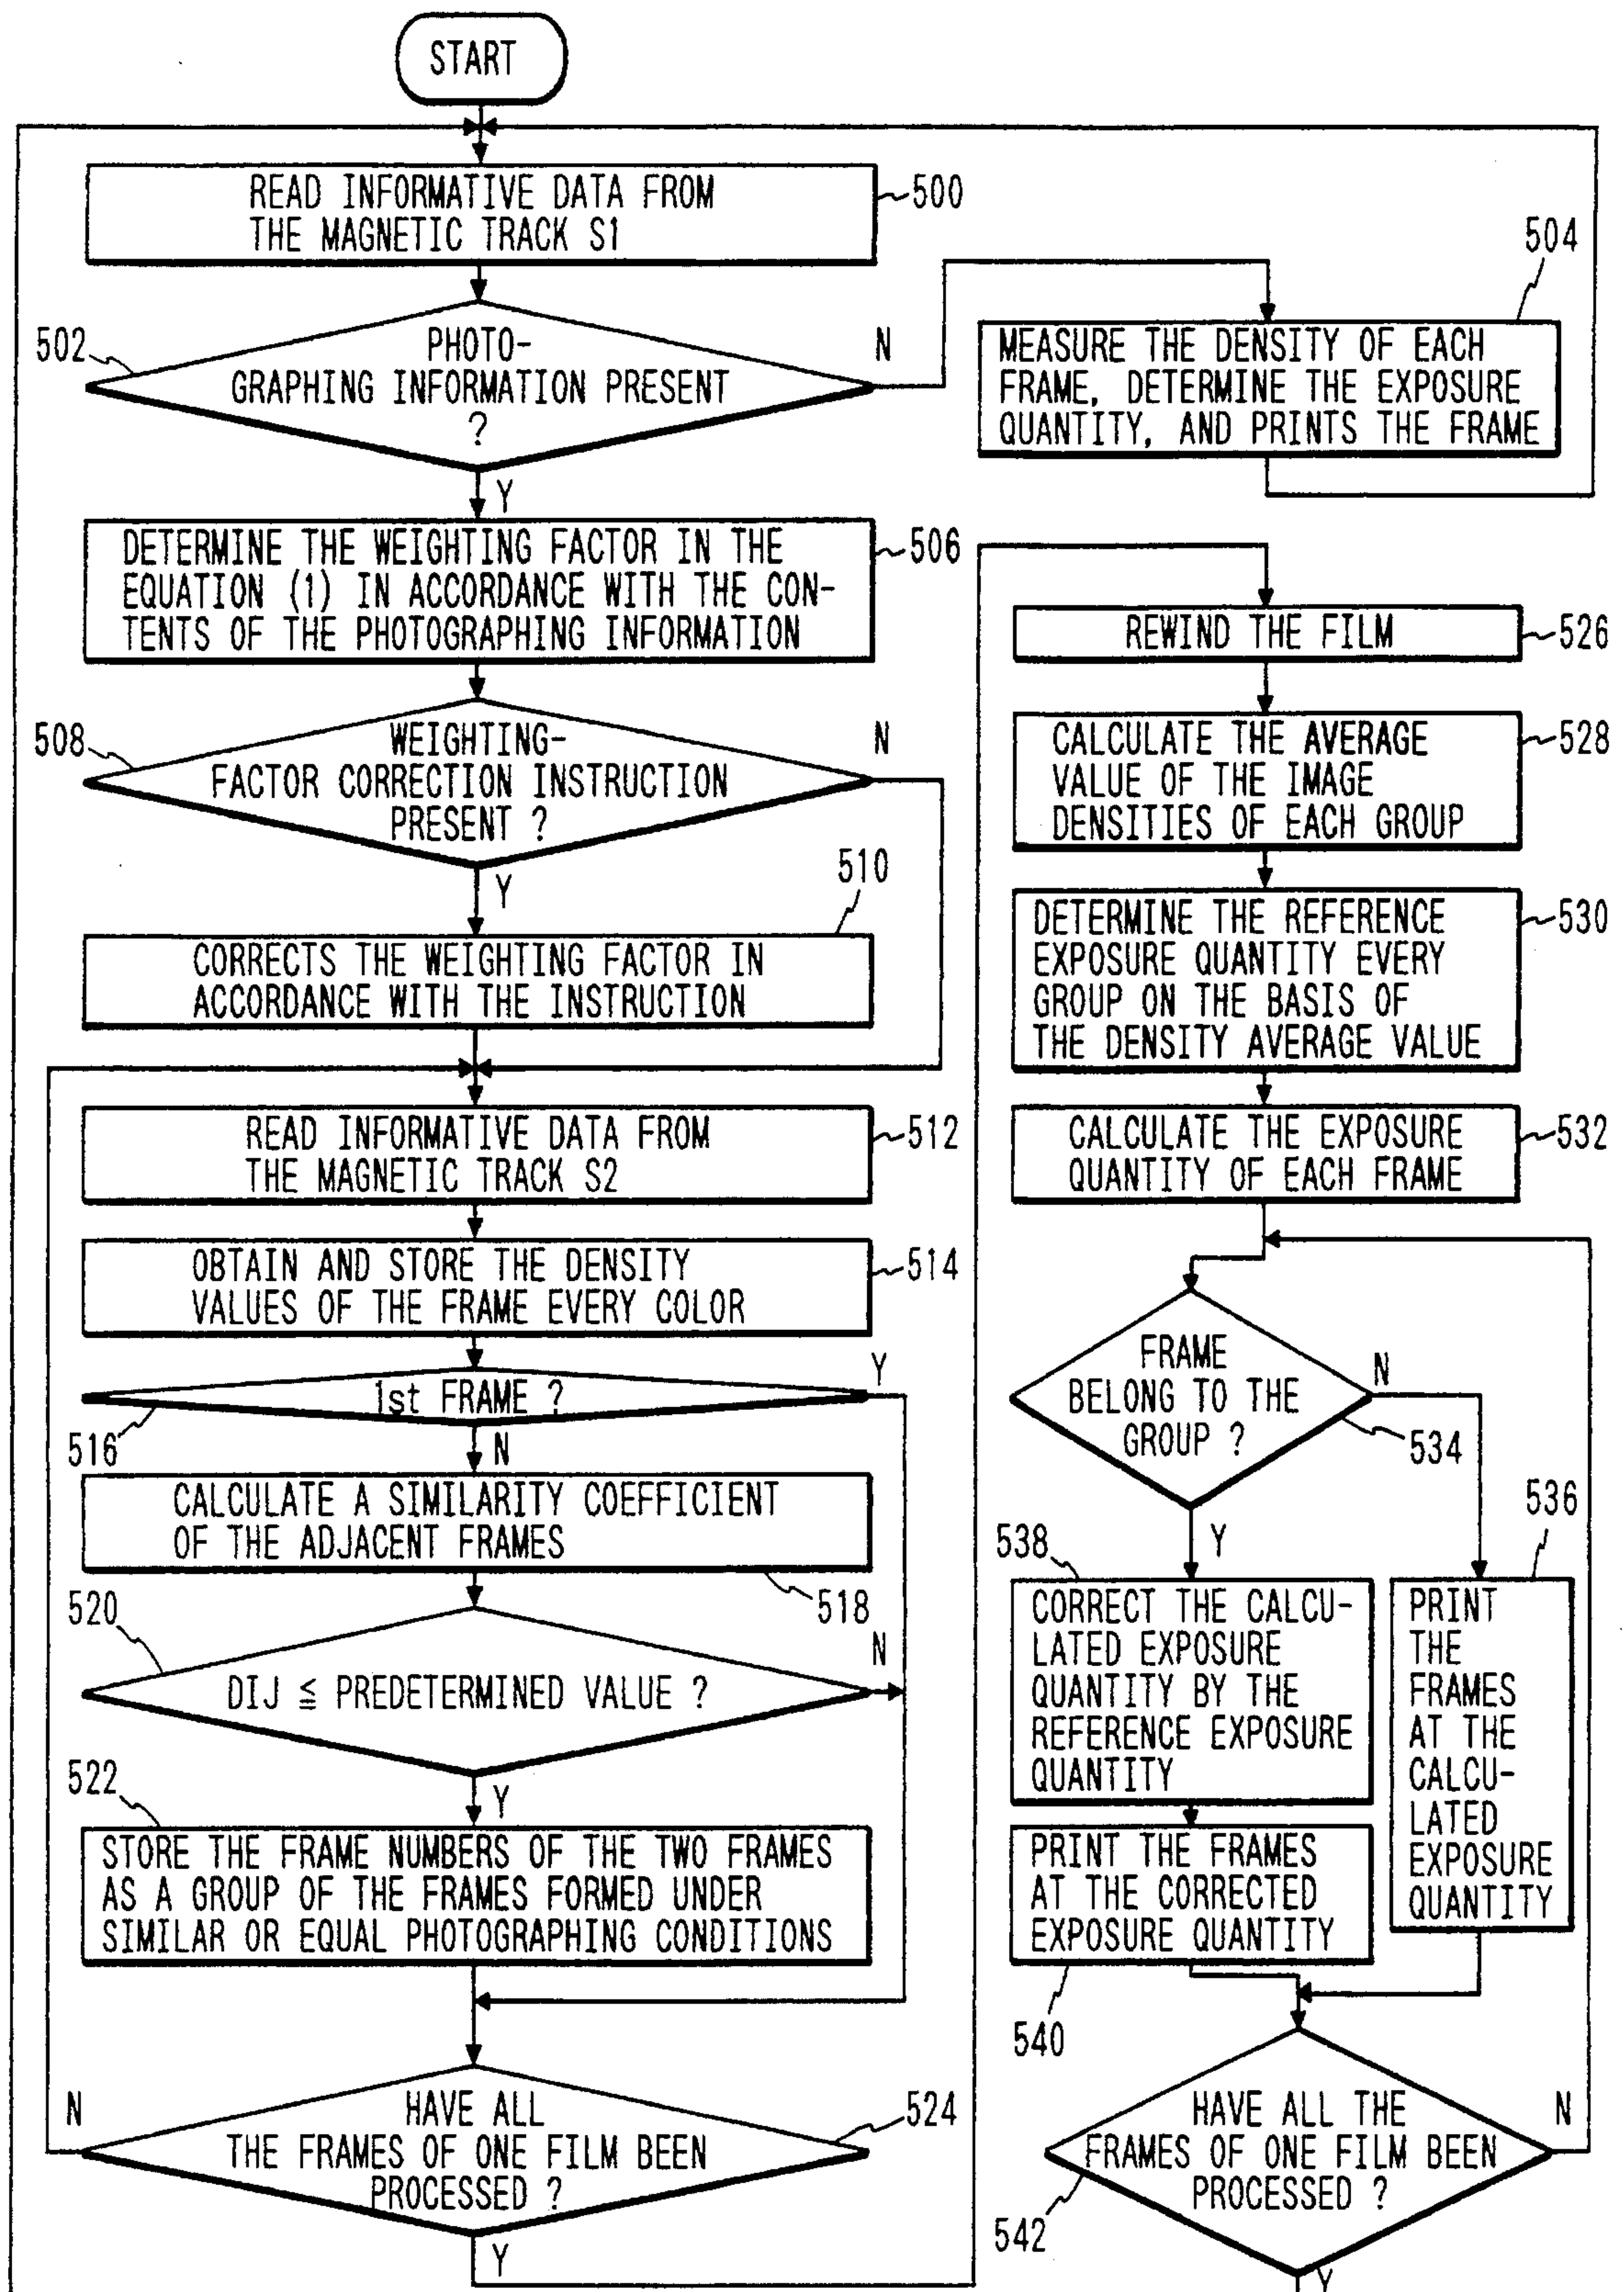 START
READ INFORMATIVE DATA FROM
THE MAGNETIC TRACK S1
500
502
PHOTO-
GRAPHING INFORMATION PRESENT
?
N
Y
504
MEASURE THE DENSITY OF EACH
FRAME, DETERMINE THE EXPOSURE
QUANTITY, AND PRINTS THE FRAME
DETERMINE THE WEIGHTING FACTOR IN THE
EQUATION (1) IN ACCORDANCE WITH THE CON-
TENTS OF THE PHOTOGRAPHING INFORMATION
506
508
WEIGHTING-
FACTOR CORRECTION INSTRUCTION
PRESENT ?
N
Y
510
CORRECTS THE WEIGHTING FACTOR IN
ACCORDANCE WITH THE INSTRUCTION
READ INFORMATIVE DATA FROM
THE MAGNETIC TRACK S2
512
OBTAIN AND STORE THE DENSITY
VALUES OF THE FRAME EVERY COLOR
514
1st FRAME ?
Y
516
N
CALCULATE A SIMILARITY COEFFICIENT
OF THE ADJACENT FRAMES
518
520
DIJ ≦ PREDETERMINED VALUE ?
N
Y
522
STORE THE FRAME NUMBERS OF THE TWO FRAMES
AS A GROUP OF THE FRAMES FORMED UNDER
SIMILAR OR EQUAL PHOTOGRAPHING CONDITIONS
N
HAVE ALL
THE FRAMES OF ONE FILM BEEN
PROCESSED ?
524
Y
REWIND THE FILM
526
CALCULATE THE AVERAGE
VALUE OF THE IMAGE
DENSITIES OF EACH GROUP
528
DETERMINE THE REFERENCE
EXPOSURE QUANTITY EVERY
GROUP ON THE BASIS OF
THE DENSITY AVERAGE VALUE
530
CALCULATE THE EXPOSURE
QUANTITY OF EACH FRAME
532
FRAME
BELONG TO THE
GROUP ?
N
534
Y
536
PRINT
THE
FRAMES
AT THE
CALCU-
LATED
EXPOSURE
QUANTITY
538
CORRECT THE CALCU-
LATED EXPOSURE
QUANTITY BY THE
REFERENCE EXPOSURE
QUANTITY
PRINT THE FRAMES
AT THE CORRECTED
EXPOSURE QUANTITY
540
HAVE ALL THE
FRAMES OF ONE FILM BEEN
PROCESSED ?
N
542
Y